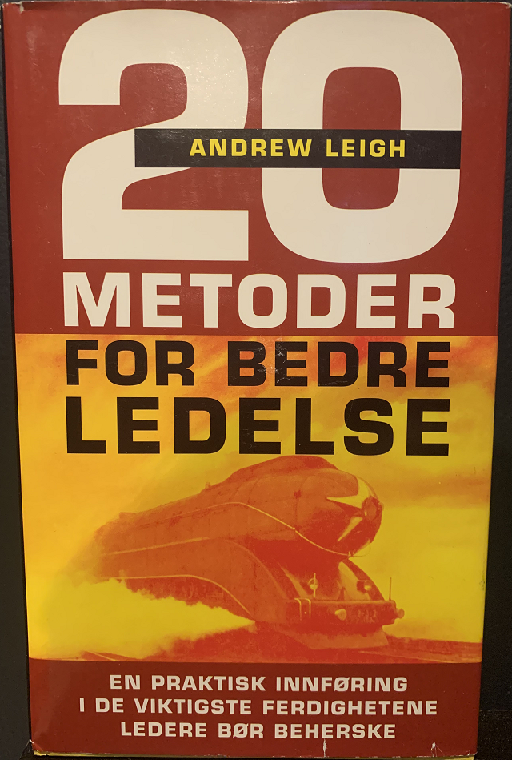 20
ANDREW LEIGH
METODER
FOR BEDRE
LEDELSE
EN PRAKTISK INNFØRING
I DE VIKTIGSTE FERDIGHETENE
LEDERE BØR BEHERSKE